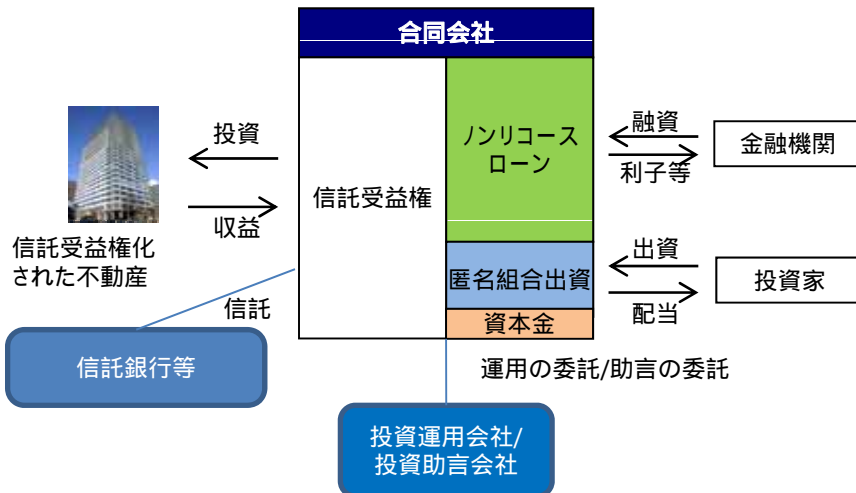 合同会社
投資
収益
信託受益権化
された不動産
信託受益権
ノンリコース
ローン
匿名組合出資
資本金
融資
利子等
金融機関
出資
配当
投資家
信託
信託銀行等
運用の委託/助言の委託
投資運用会社/
投資助言会社